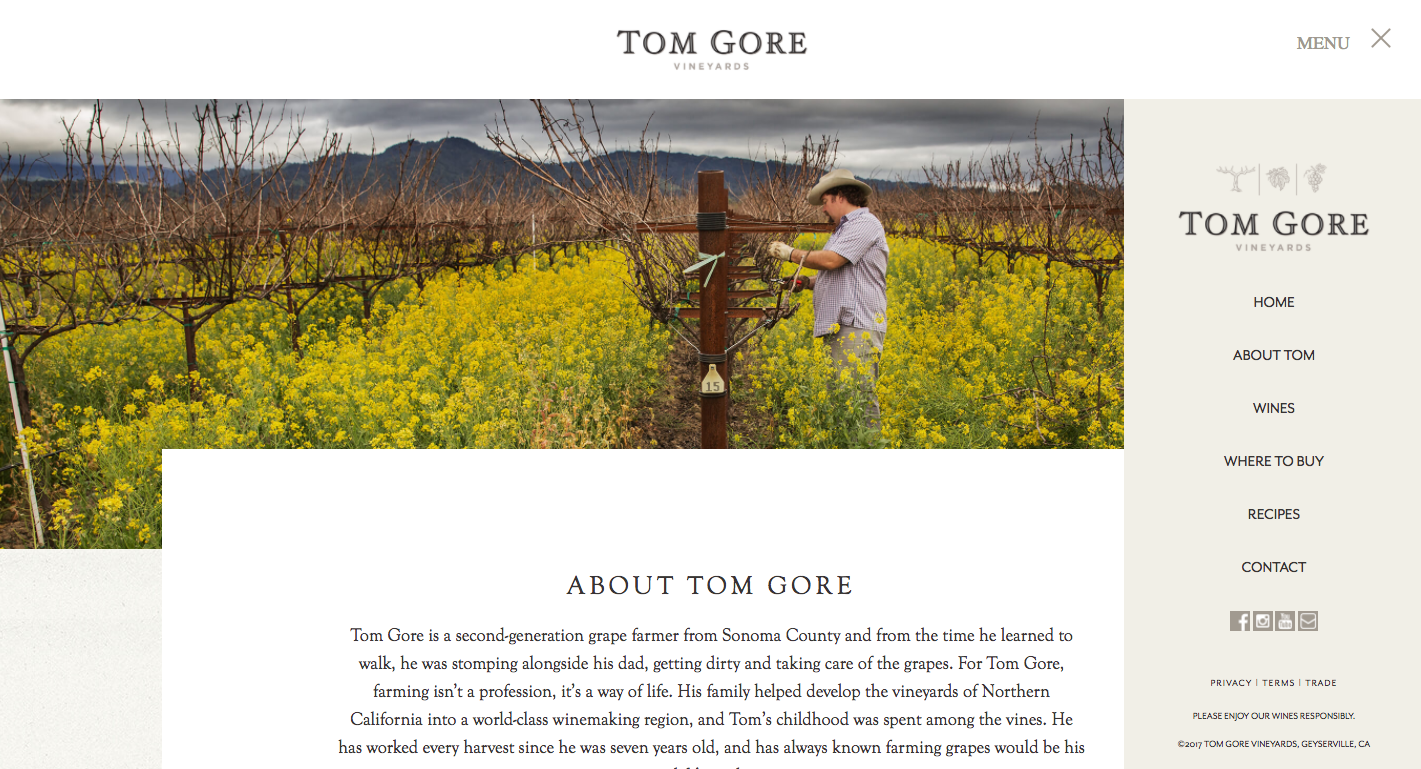 TOM GORE
VINEYARDS
MENU
15
TOM GORE
VINEYARDS
HOME
ABOUT TOM
WINES
WHERE TO BUY
RECIPES
CONTACT
You
Tube
PRIVACY | TERMS | TRADE
PLEASE ENJOY OUR WINES RESPONSIBLY.
©2017 TOM GORE VINEYARDS, GEYSERVILLE, CA
ABOUT TOM GORE
Tom Gore is a second-generation grape farmer from Sonoma County and from the time he learned to
walk, he was stomping alongside his dad, getting dirty and taking care of the grapes. For Tom Gore,
farming isn't a profession, it's a way of life. His family helped develop the vineyards of Northern
California into a world-class winemaking region, and Tom's childhood was spent among the vines. He
has worked every harvest since he was seven years old, and has always known farming grapes would be his